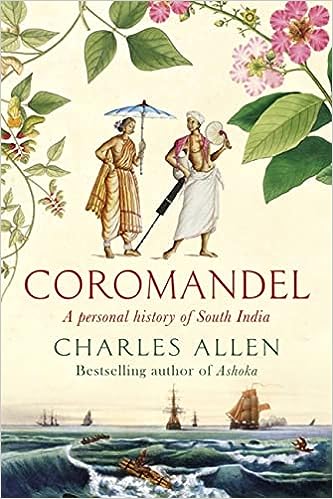 COROMANDEL
A personal history of South India
CHARLES ALLEN
Bestselling author of Ashoka